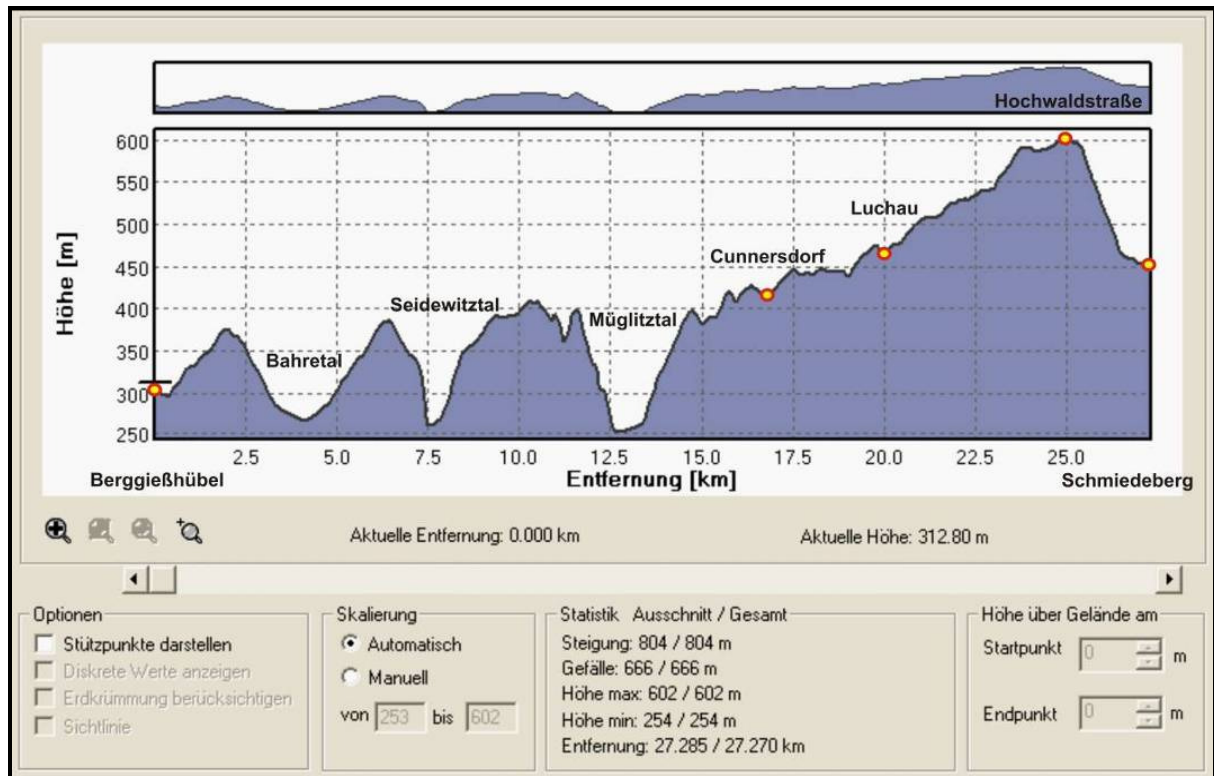 Hochwaldstraße
600
550
500
450
400
350
300
250
Höhe [m]
Luchau
Cunnersdorf
Seidewitztal
Müglitztal
Bahretal
2.5 5.0 7.5 10.0 12.5 15.0 17.5 20.0 22.5 25.0
Berggießhübel Entfernung [km] Schmiedeberg
Aktuelle Entfernung: 0.000 km Aktuelle Höhe: 312.80 m
Optionen
Stützpunkte darstellen
Diskrete Werte anzeigen
Erdkrümmung berücksichtigen
Sichtlinie
Skalierung
Automatisch
Manuell
von 253 bis 602
Statistik Ausschnitt / Gesamt
Steigung: 804 / 804 m
Gefälle: 666 / 666 m
Höhe max: 602 / 602 m
Höhe min: 254 / 254 m
Entfernung: 27.285 / 27.270 km
Höhe über Gelände am
Startpunkt 0 m
Endpunkt 0 m